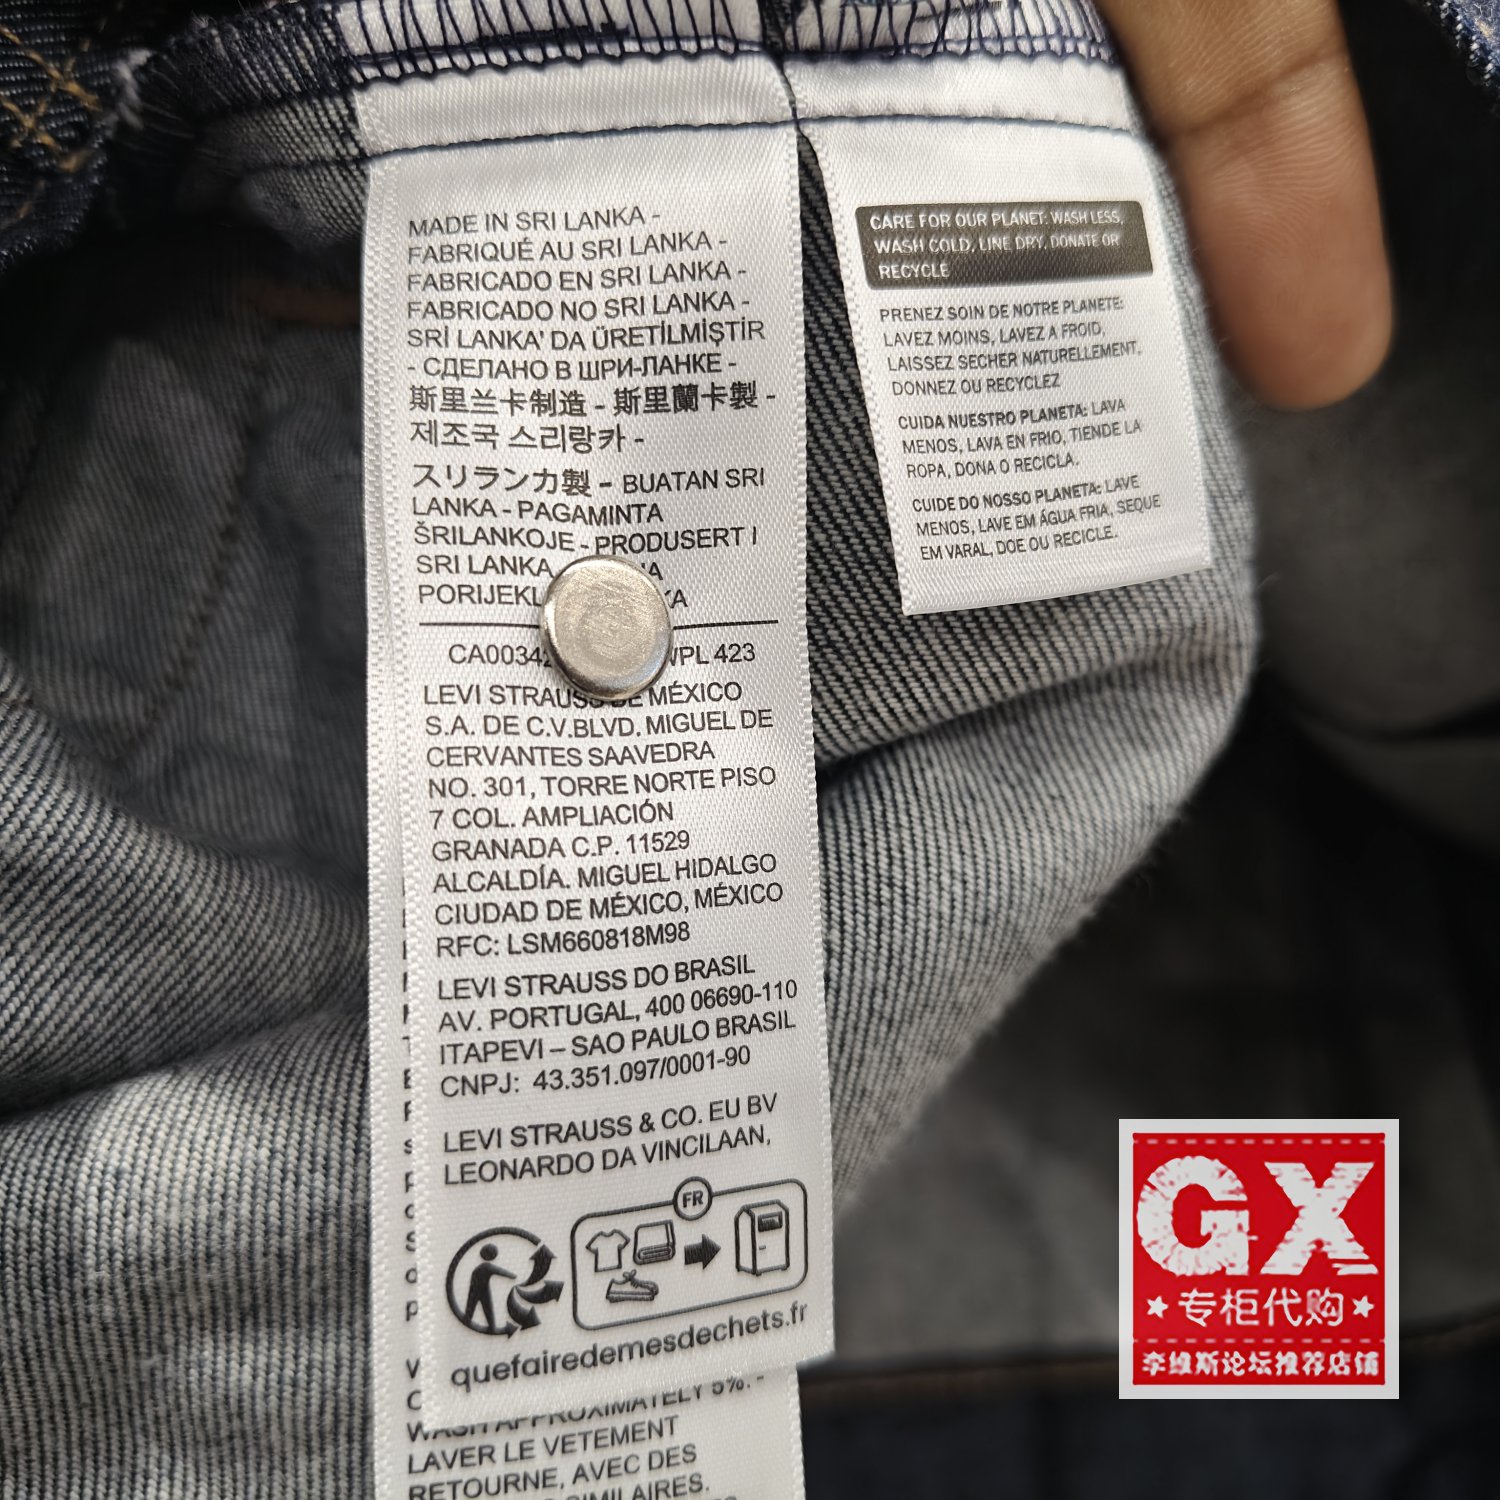 MADE IN SRI LANKA -
FABRIQUÉ AU SRI LANKA -
FABRICADO EN SRI LANKA -
FABRICADO NO SRI LANKA -
SRİ LANKA' DA ÜRETİLMİŞTİR
- СДЕЛАНО В ШРИ-ЛАНКЕ -
斯里兰卡制造 - 斯里蘭卡製 -
제조국 스리랑카 -
スリランカ製 - BUATAN SRI
LANKA - PAGAMINTA
ŠRILANKOJE - PRODUSERT I
SRI LANKA
PORIJEKL
CA00342 WPL 423
LEVI STRAUSS DE MÉXICO
S.A. DE C.V.BLVD. MIGUEL DE
CERVANTES SAAVEDRA
NO. 301, TORRE NORTE PISO
7 COL. AMPLIACIÓN
GRANADA C.P. 11529
ALCALDÍA. MIGUEL HIDALGO
CIUDAD DE MÉXICO, MÉXICO
RFC: LSM660818M98
LEVI STRAUSS DO BRASIL
AV. PORTUGAL, 400 06690-110
ITAPEVI – SAO PAULO BRASIL
CNPJ: 43.351.097/0001-90
LEVI STRAUSS & CO. EU BV
LEONARDO DA VINCILAAN,
FR
quefairedemesdechets.fr
WASH APPROXIMATELY 5%. -
LAVER LE VETEMENT
RETOURNE, AVEC DES
SIMILAIRES.
CARE FOR OUR PLANET: WASH LESS,
WASH COLD, LINE DRY, DONATE OR
RECYCLE
PRENEZ SOIN DE NOTRE PLANETE:
LAVEZ MOINS, LAVEZ A FROID,
LAISSEZ SECHER NATURELLEMENT,
DONNEZ OU RECYCLEZ
CUIDA NUESTRO PLANETA: LAVA
MENOS, LAVA EN FRIO, TIENDE LA
ROPA, DONA O RECICLA.
CUIDE DO NOSSO PLANETA: LAVE
MENOS, LAVE EM ÁGUA FRIA, SEQUE
EM VARAL, DOE OU RECICLE.
GX
★专柜代购★
李维斯论坛推荐店铺